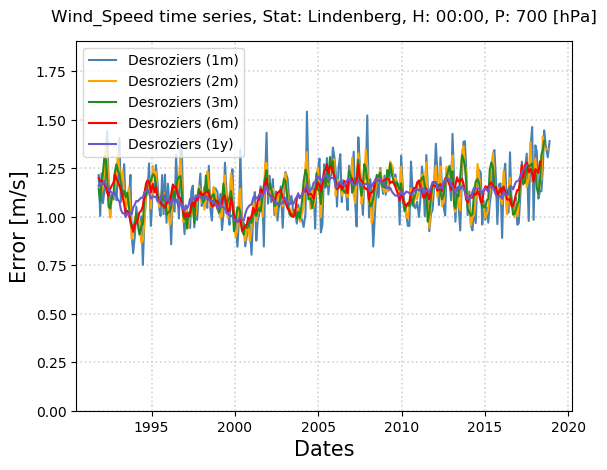 Wind_Speed time series, Stat: Lindenberg, H: 00:00, P: 700 [hPa]
Desroziers (1m)
Desroziers (2m)
Desroziers (3m)
Desroziers (6m)
Desroziers (1y)
1.75
1.50
1.25
1.00
0.75
0.50
0.25
0.00
Error [m/s]
1995 2000 2005 2010 2015 2020
Dates